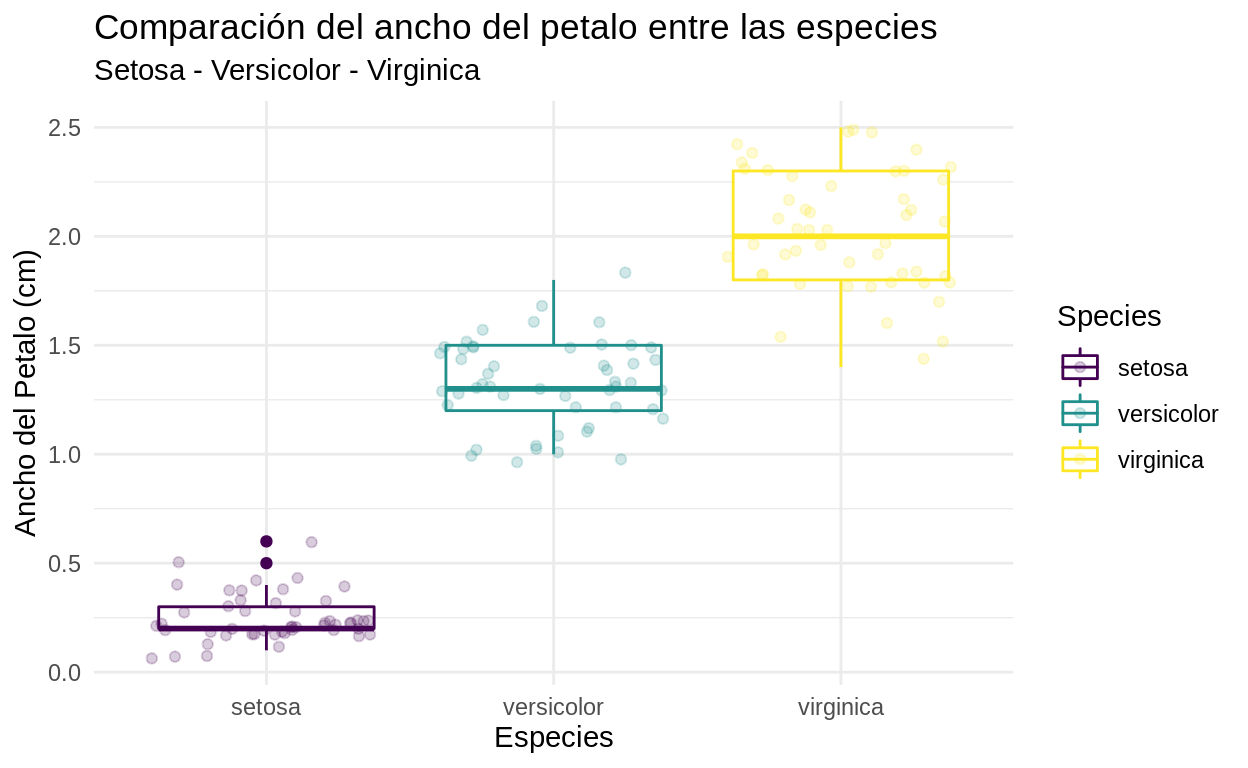 Comparación del ancho del petalo entre las especies
Setosa - Versicolor - Virginica
2.5
2.0
1.5
1.0
0.5
0.0
Ancho del Petalo (cm)
setosa
versicolor
virginica
Especies
Species
setosa
versicolor
virginica